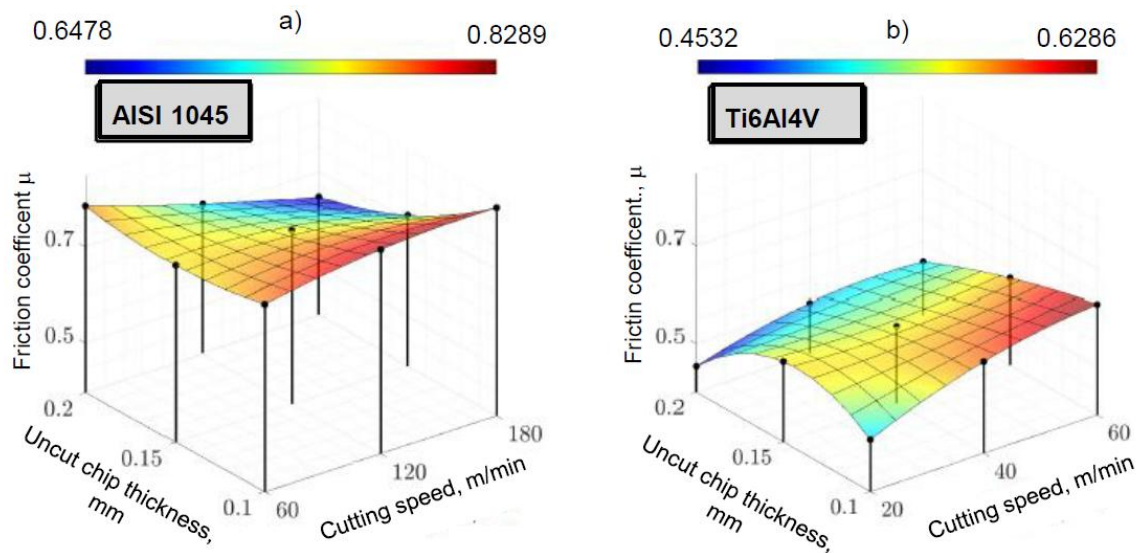 a)
0.6478
0.8289
AISI 1045
Friction coefficient μ
0.7
0.5
0.2
0.15
0.1
Uncut chip thickness,
mm
60
120
180
Cutting speed, m/min
b)
0.4532
0.6286
Ti6Al4V
Frictin coefficent., μ
0.7
0.5
0.2
0.15
0.1
Uncut chip thickness,
mm
20
40
60
Cutting speed, m/min